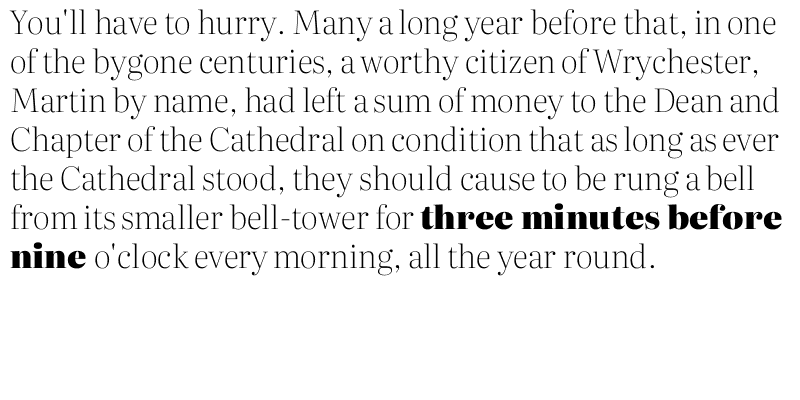 You'll have to hurry. Many a long year before that, in one
of the bygone centuries, a worthy citizen of Wrychester,
Martin by name, had left a sum of money to the Dean and
Chapter of the Cathedral on condition that as long as ever
the Cathedral stood, they should cause to be rung a bell
from its smaller bell-tower for three minutes before
nine o'clock every morning, all the year round.